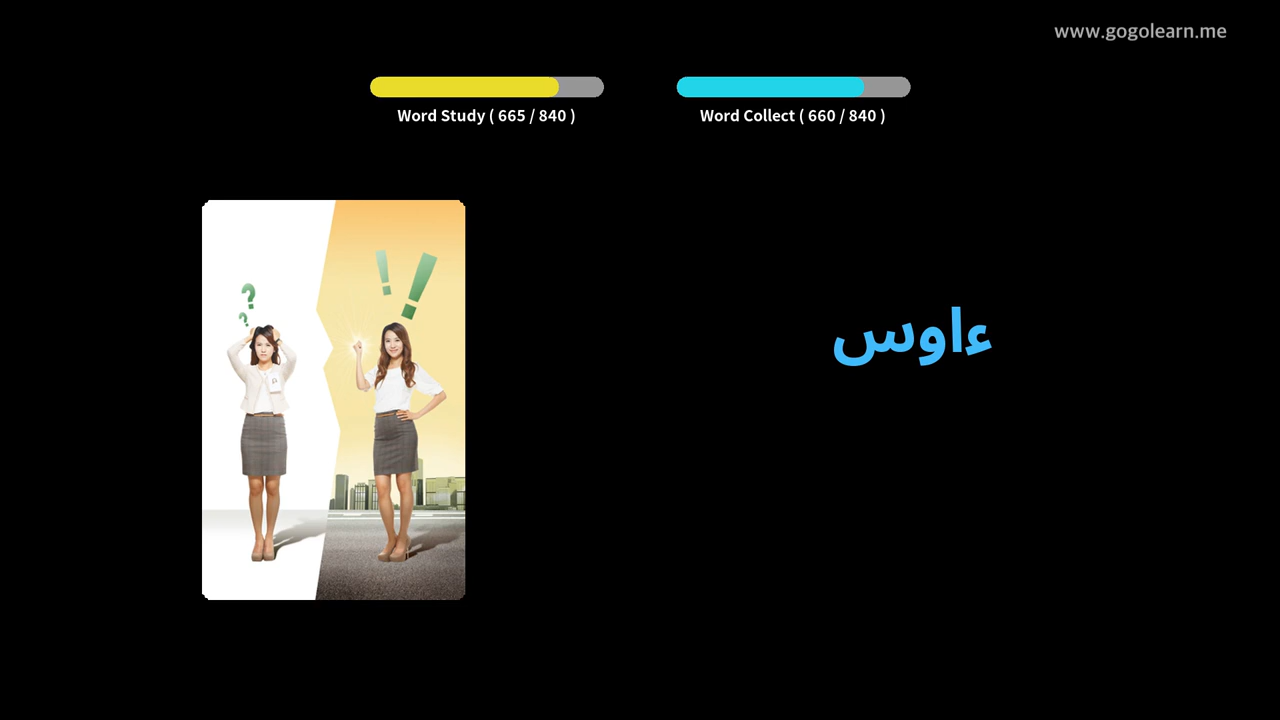 www.gogolearn.me
Word Study ( 665 / 840 )
Word Collect ( 660 / 840 )
? ? ! !
ءاوس